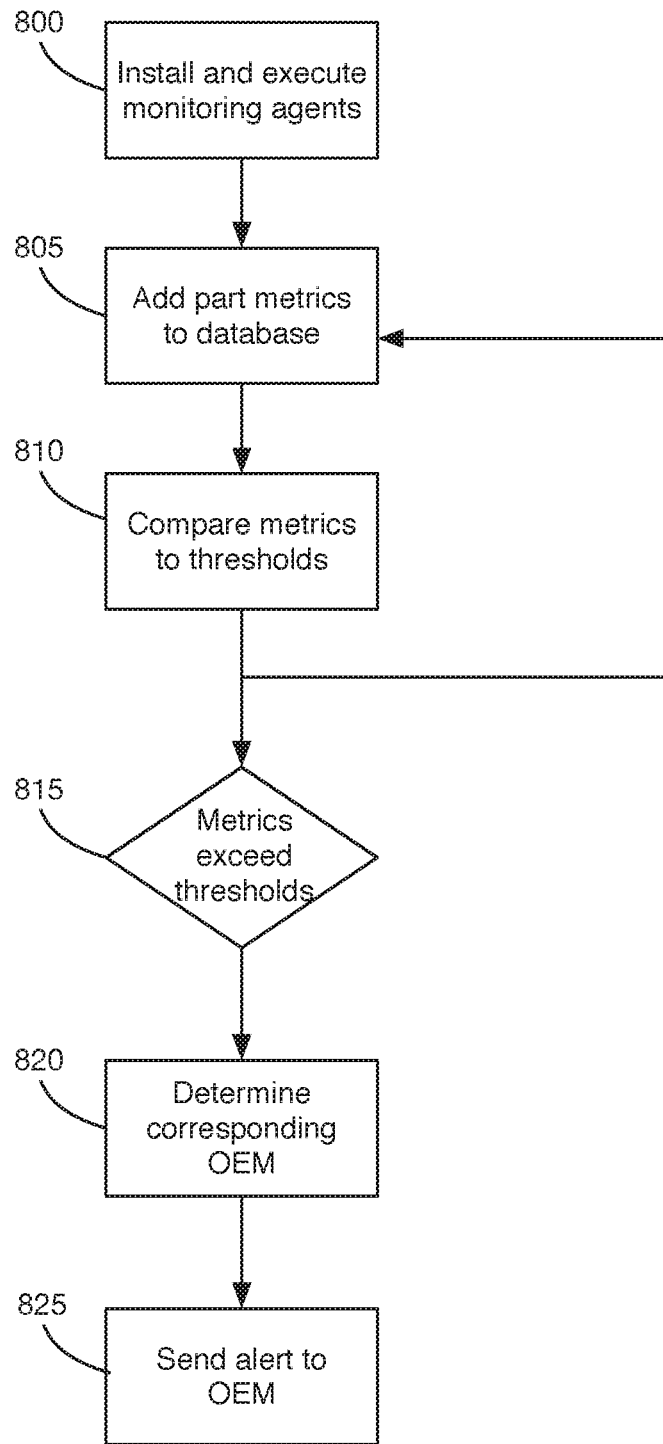 800
Install and execute
monitoring agents
805
Add part metrics
to database
810
Compare metrics
to thresholds
815
Metrics
exceed
thresholds
820
Determine
corresponding
OEM
825
Send alert to
OEM